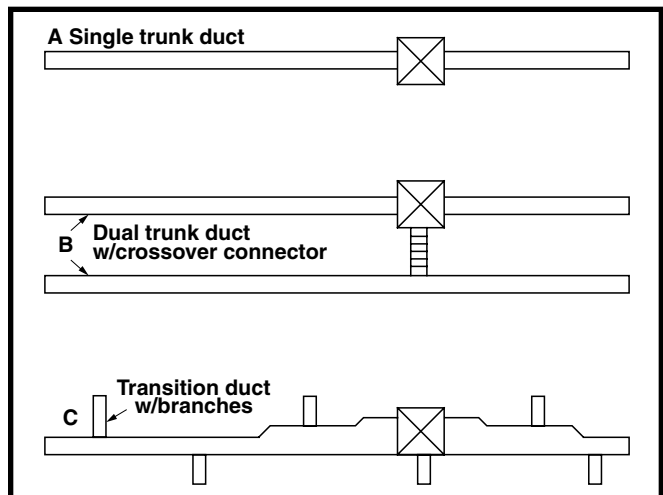 A Single trunk duct
B
Dual trunk duct
w/crossover connector
Transition duct
w/branches
C